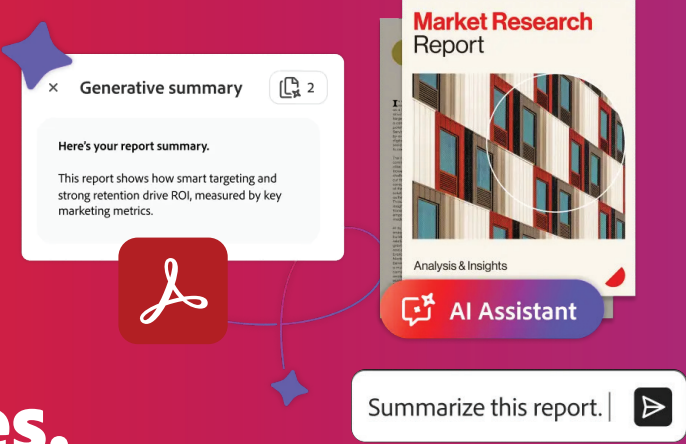 Market Research
Report
Generative summary
2
Here's your report summary.
This report shows how smart targeting and
strong retention drive ROI, measured by key
marketing metrics.
Analysis & Insights
AI Assistant
Summarize this report.
es.